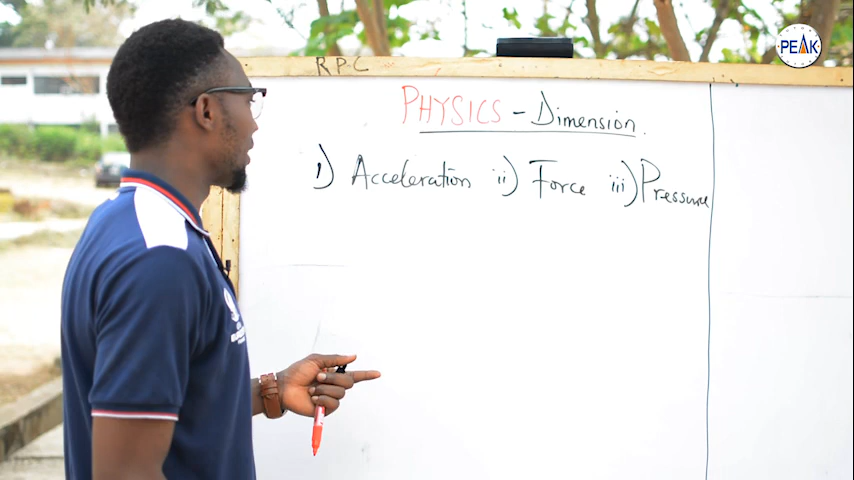 PEAK
RPC
PHYSICS - Dimension.
i) Acceleration ii) Force iii) Pressure